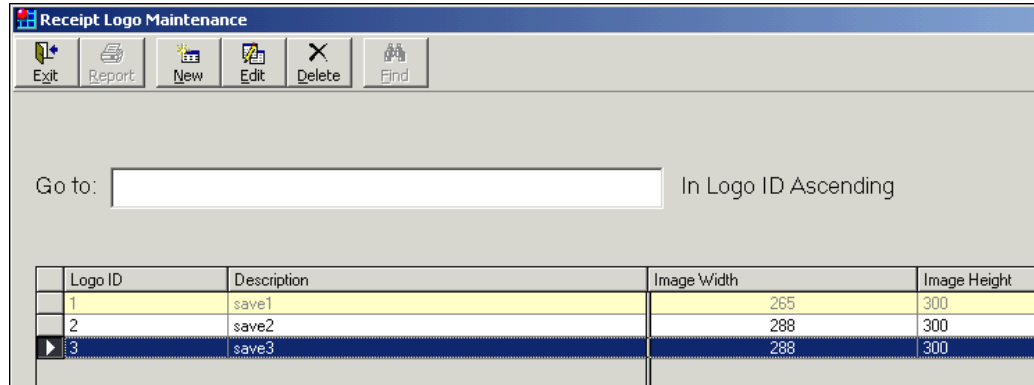 Receipt Logo Maintenance
Exit Report New Edit Delete Find
Go to: In Logo ID Ascending
Logo ID Description Image Width Image Height
1 save1 265 300
2 save2 288 300
3 save3 288 300